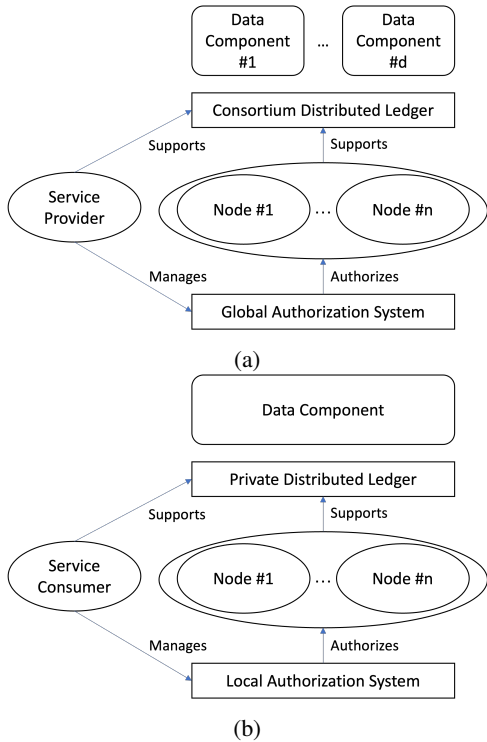 Data
Component
#1
...
Data
Component
#d
Consortium Distributed Ledger
Supports
Supports
Service
Provider
Node #1
...
Node #n
Manages
Authorizes
Global Authorization System
(a)
Data Component
Private Distributed Ledger
Supports
Supports
Service
Consumer
Node #1
...
Node #n
Manages
Authorizes
Local Authorization System
(b)